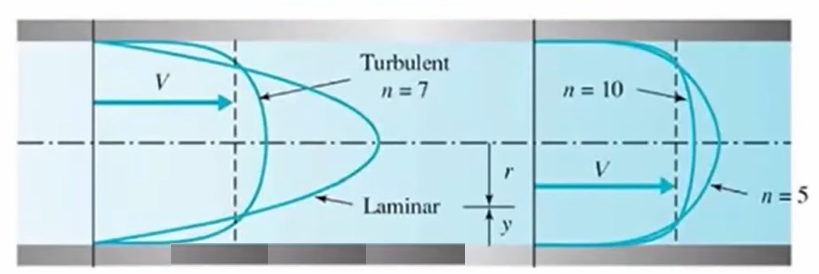 V
Turbulent
n = 7
Laminar
r
y
n = 10
V
n = 5